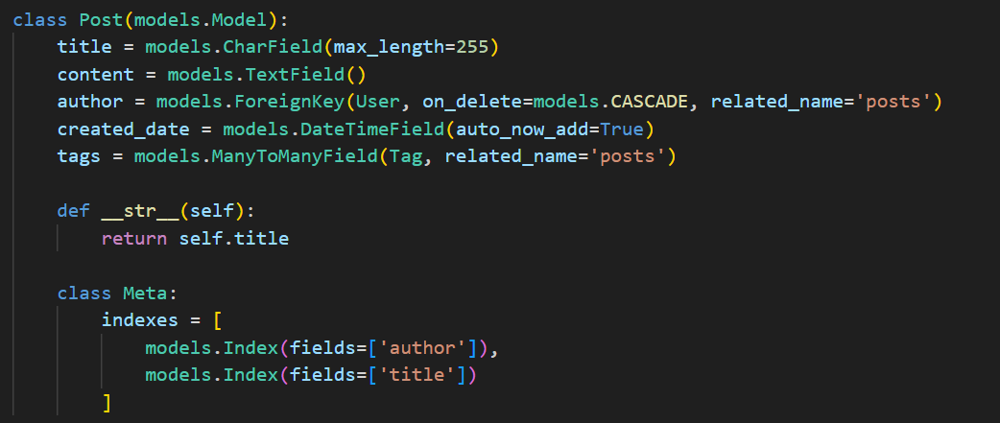 class Post(models.Model):
    title = models.CharField(max_length=255)
    content = models.TextField()
    author = models.ForeignKey(User, on_delete=models.CASCADE, related_name='posts')
    created_date = models.DateTimeField(auto_now_add=True)
    tags = models.ManyToManyField(Tag, related_name='posts')

    def __str__(self):
        return self.title

    class Meta:
        indexes = [
            models.Index(fields=['author']),
            models.Index(fields=['title'])
        ]